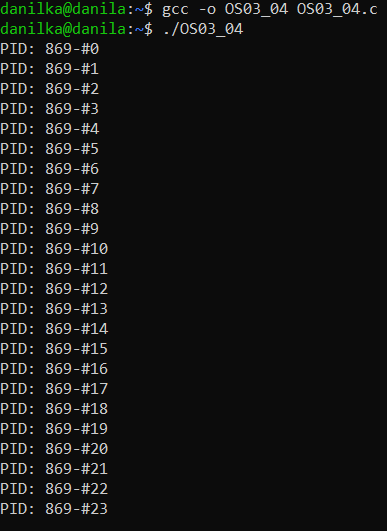 danilka@danila:~$ gcc -o OS03_04 OS03_04.c
danilka@danila:~$ ./OS03_04
PID: 869-#0
PID: 869-#1
PID: 869-#2
PID: 869-#3
PID: 869-#4
PID: 869-#5
PID: 869-#6
PID: 869-#7
PID: 869-#8
PID: 869-#9
PID: 869-#10
PID: 869-#11
PID: 869-#12
PID: 869-#13
PID: 869-#14
PID: 869-#15
PID: 869-#16
PID: 869-#17
PID: 869-#18
PID: 869-#19
PID: 869-#20
PID: 869-#21
PID: 869-#22
PID: 869-#23